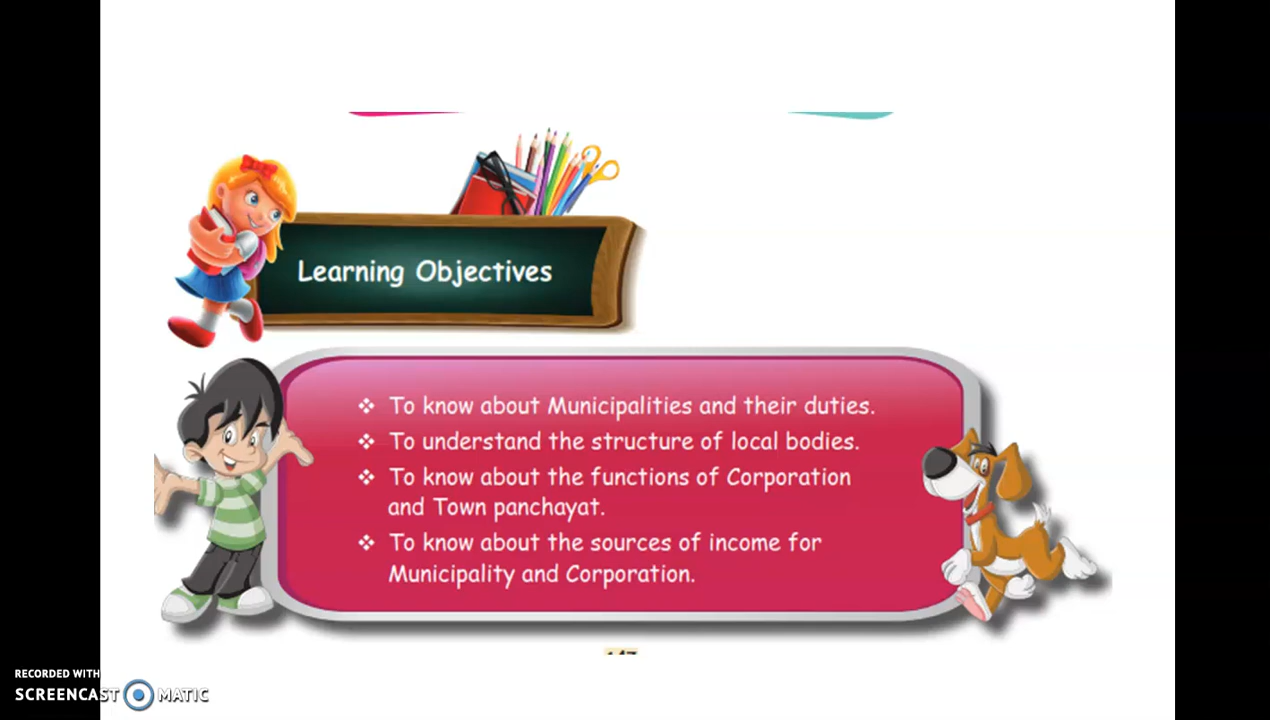 Learning Objectives
❖ To know about Municipalities and their duties.
❖ To understand the structure of local bodies.
❖ To know about the functions of Corporation
and Town panchayat.
❖ To know about the sources of income for
Municipality and Corporation.
RECORDED WITH
SCREENCAST MATIC